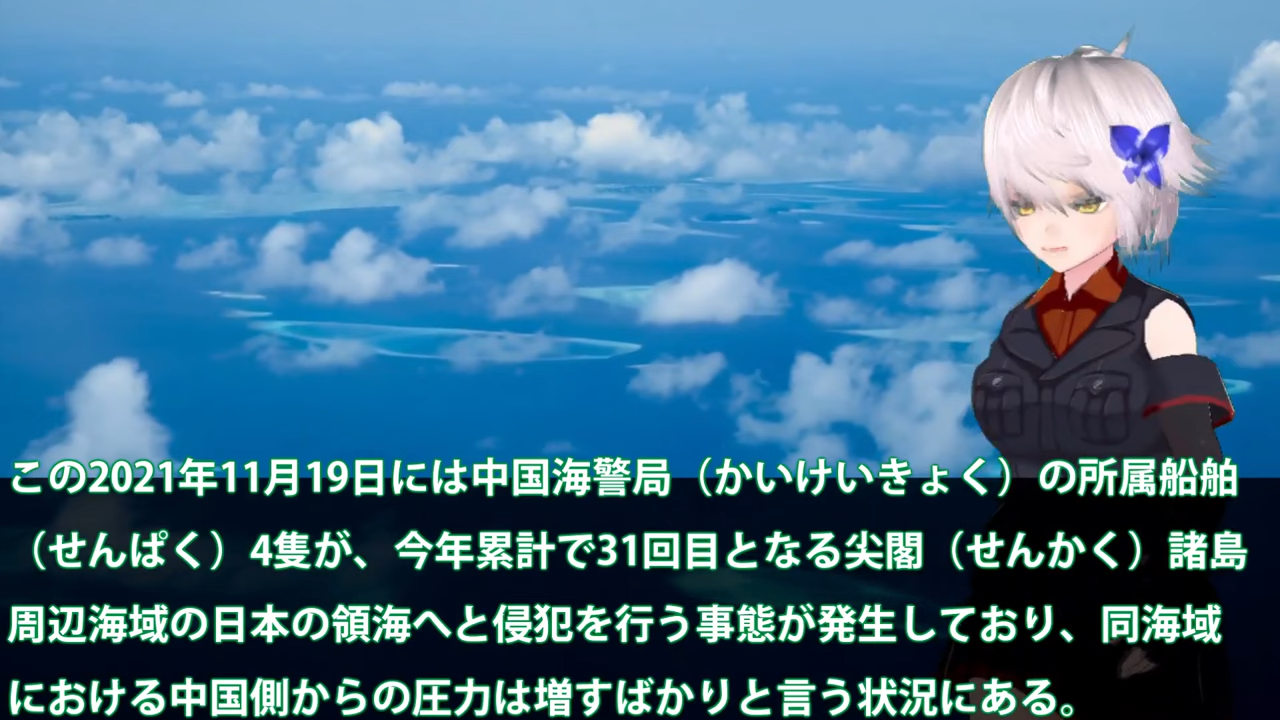 この2021年11月19日には中国海警局（かいけいきょく）の所属船舶
（せんぱく）4隻が、今年累計で31回目となる尖閣（せんかく）諸島
周辺海域の日本の領海へと侵犯を行う事態が発生しており、同海域
における中国側からの圧力は増すばかりと言う状況にある。